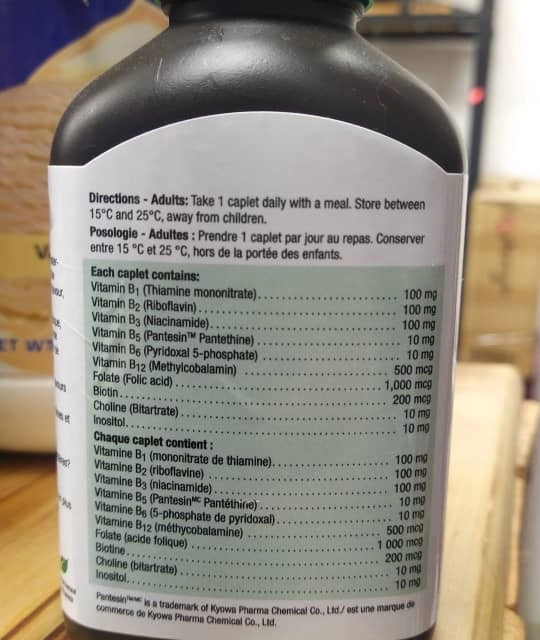 Directions - Adults: Take 1 caplet daily with a meal. Store between
15°C and 25°C, away from children.
Posologie - Adultes : Prendre 1 caplet par jour au repas. Conserver
entre 15 °C et 25 °C, hors de la portée des enfants.
Each caplet contains:
Vitamin B1 (Thiamine mononitrate) 100 mg
Vitamin B2 (Riboflavin) 100 mg
Vitamin B3 (Niacinamide) 100 mg
Vitamin B5 (Pantesin™ Pantethine) 10 mg
Vitamin B6 (Pyridoxal 5-phosphate) 10 mg
Vitamin B12 (Methylcobalamin) 500 mcg
Folate (Folic acid) 1,000 mcg
Biotin 200 mcg
Choline (Bitartrate) 10 mg
Inositol 10 mg
Chaque caplet contient :
Vitamine B1 (mononitrate de thiamine) 100 mg
Vitamine B2 (riboflavine) 100 mg
Vitamine B3 (niacinamide) 100 mg
Vitamine B5 (Pantesin^MC Pantéthine) 10 mg
Vitamine B6 (5-phosphate de pyridoxal) 10 mg
Vitamine B12 (méthycobalamine) 500 mcg
Folate (acide folique) 1 000 mcg
Biotine 200 mcg
Choline (bitartrate) 10 mg
Inositol 10 mg
Pantesin™/MC is a trademark of Kyowa Pharma Chemical Co., Ltd / est une marque de
commerce de Kyowa Pharma Chemical Co., Ltd.